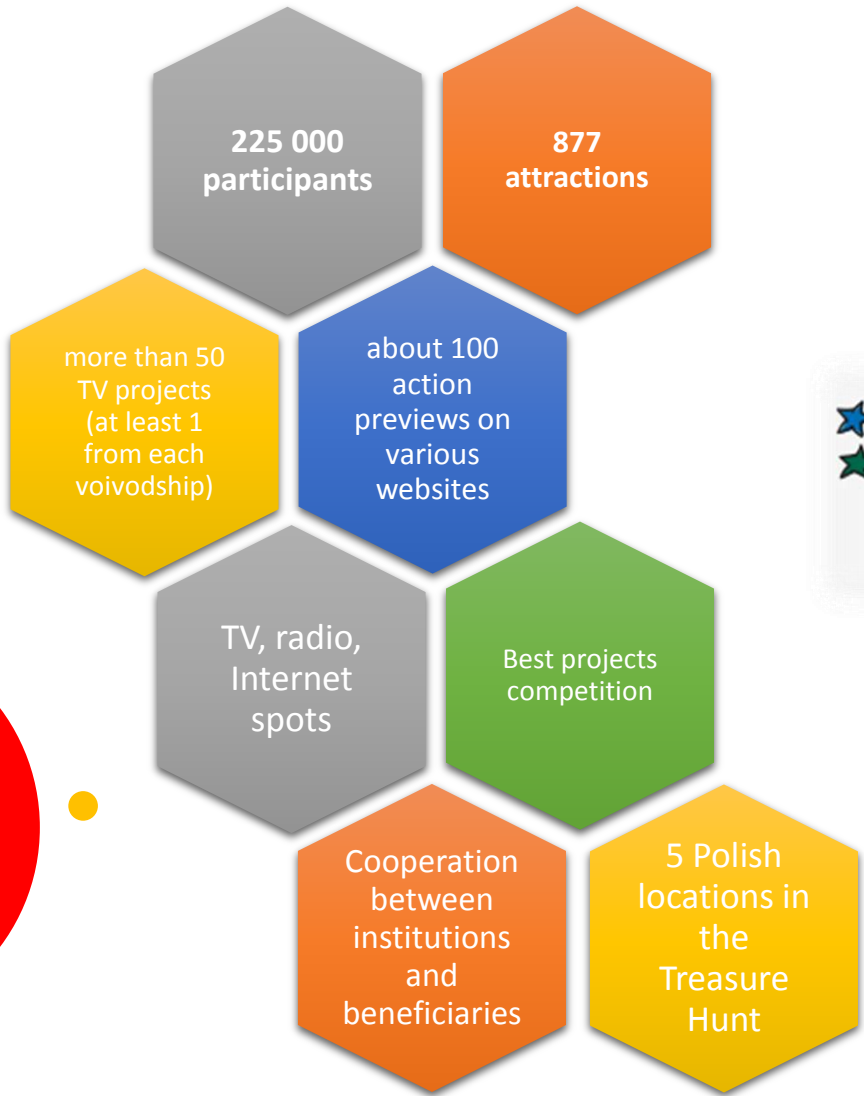 225 000
participants
877
attractions
more than 50
TV projects
(at least 1
from each
voivodship)
about 100
action
previews on
various
websites
TV, radio,
Internet
spots
Best projects
competition
Cooperation
between
institutions
and
beneficiaries
5 Polish
locations in
the
Treasure
Hunt